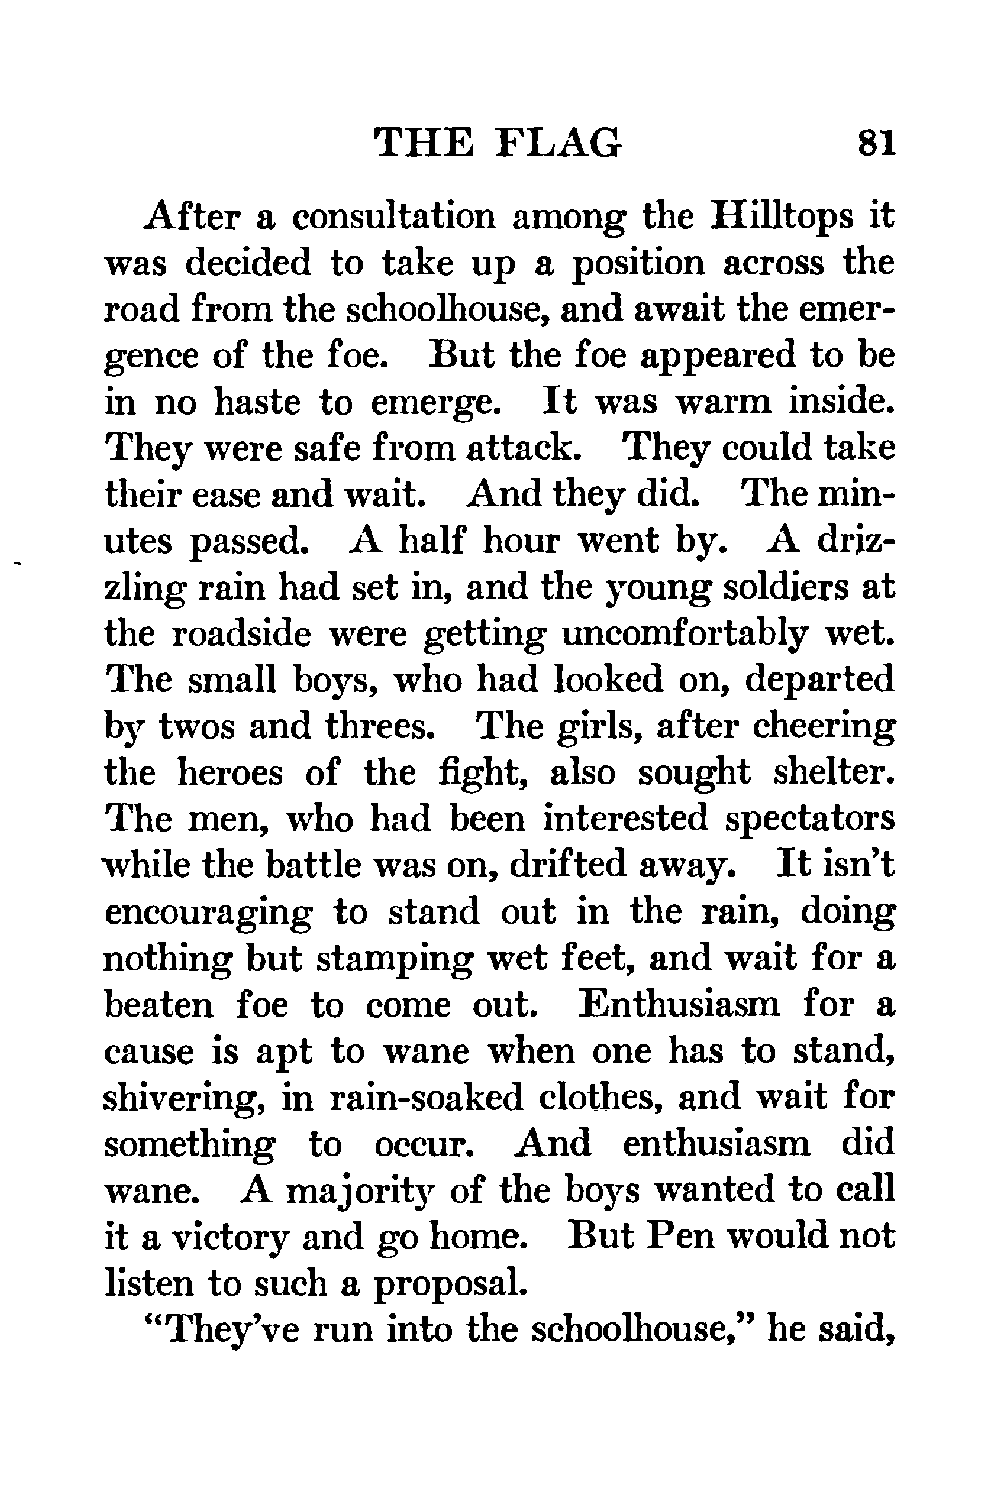 THE FLAG 81
After a consultation among the Hilltops it
was decided to take up a position across the
road from the schoolhouse, and await the emer-
gence of the foe. But the foe appeared to be
in no haste to emerge. It was warm inside.
They were safe from attack. They could take
their ease and wait. And they did. The min-
utes passed. A half hour went by. A driz-
zling rain had set in, and the young soldiers at
the roadside were getting uncomfortably wet.
The small boys, who had looked on, departed
by twos and threes. The girls, after cheering
the heroes of the fight, also sought shelter.
The men, who had been interested spectators
while the battle was on, drifted away. It isn't
encouraging to stand out in the rain, doing
nothing but stamping wet feet, and wait for a
beaten foe to come out. Enthusiasm for a
cause is apt to wane when one has to stand,
shivering, in rain-soaked clothes, and wait for
something to occur. And enthusiasm did
wane. A majority of the boys wanted to call
it a victory and go home. But Pen would not
listen to such a proposal.
"They've run into the schoolhouse," he said,